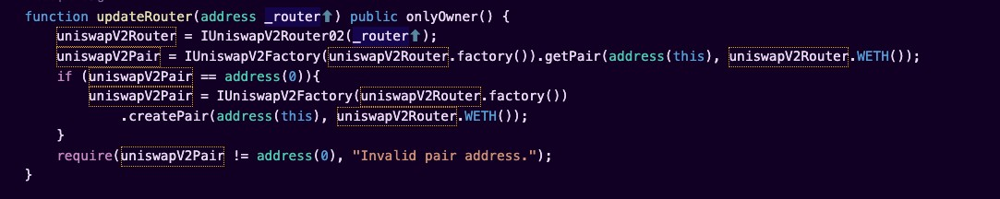 function updateRouter(address _router⬆) public onlyOwner() {
uniswapV2Router = IUniswapV2Router02(_router⬆);
uniswapV2Pair = IUniswapV2Factory(uniswapV2Router.factory()).getPair(address(this), uniswapV2Router.WETH());
if (uniswapV2Pair == address(0)){
uniswapV2Pair = IUniswapV2Factory(uniswapV2Router.factory())
.createPair(address(this), uniswapV2Router.WETH());
}
require(uniswapV2Pair != address(0), "Invalid pair address.");
}